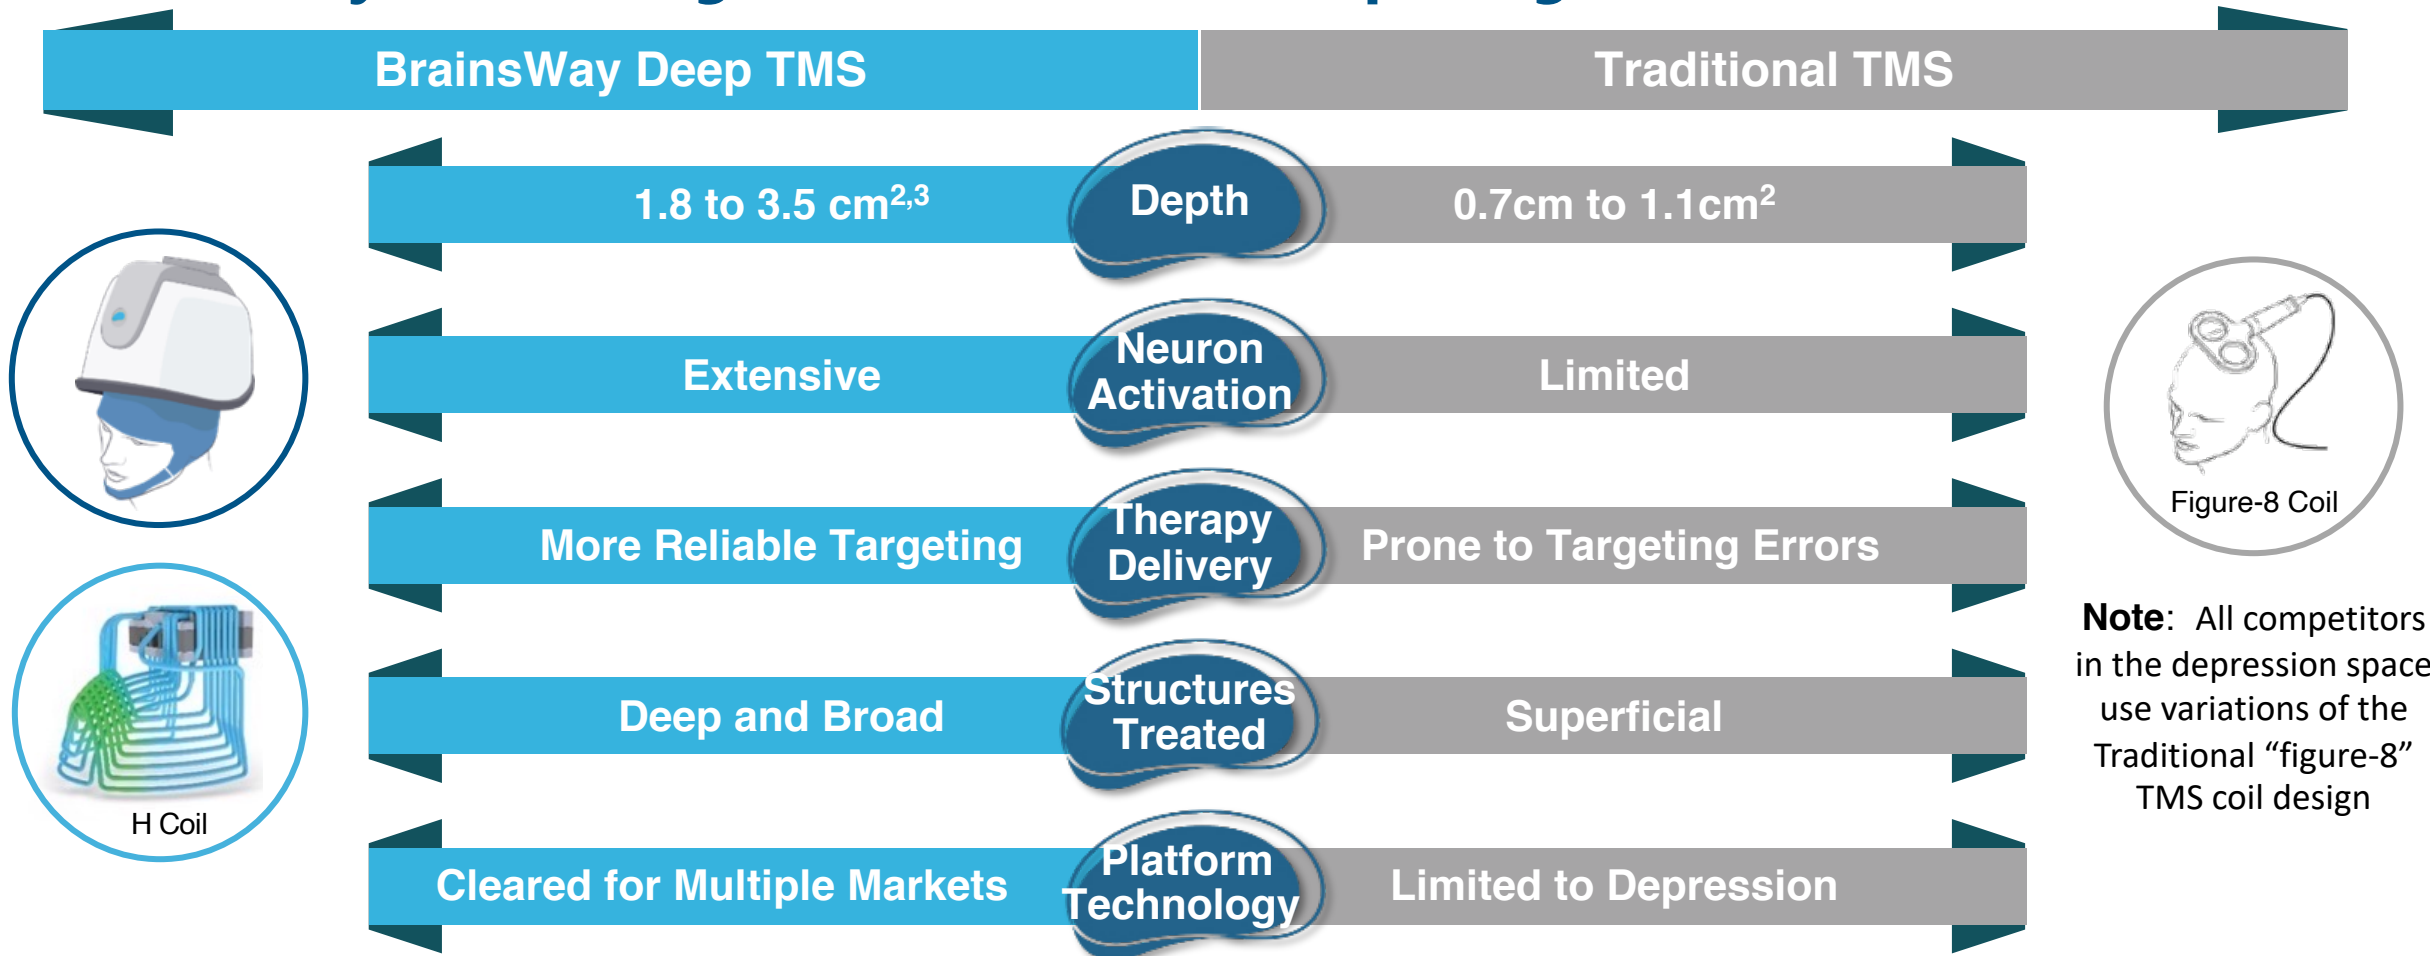 BrainsWay Deep TMS
Traditional TMS
1.8 to 3.5 cm2,3
Depth
0.7cm to 1.1cm2
Extensive
Neuron
Activation
Limited
More Reliable Targeting
Therapy
Delivery
Prone to Targeting Errors
Deep and Broad
Structures
Treated
Superficial
Cleared for Multiple Markets
Platform
Technology
Limited to Depression
H Coil
Figure-8 Coil
Note: All competitors
in the depression space
use variations of the
Traditional “figure-8”
TMS coil design